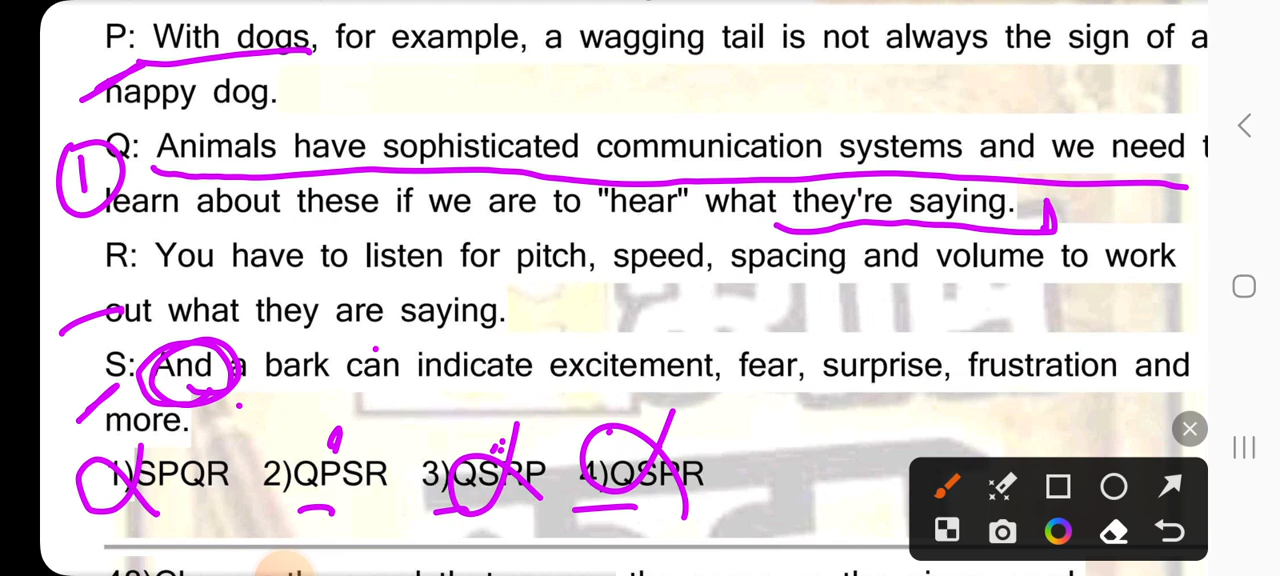 P: With dogs, for example, a wagging tail is not always the sign of a
happy dog.
Q: Animals have sophisticated communication systems and we need
learn about these if we are to "hear" what they're saying.
R: You have to listen for pitch, speed, spacing and volume to work
out what they are saying.
S: And a bark can indicate excitement, fear, surprise, frustration and
more.
1)SPQR 2)QPSR 3)QSRP 4)QSPR